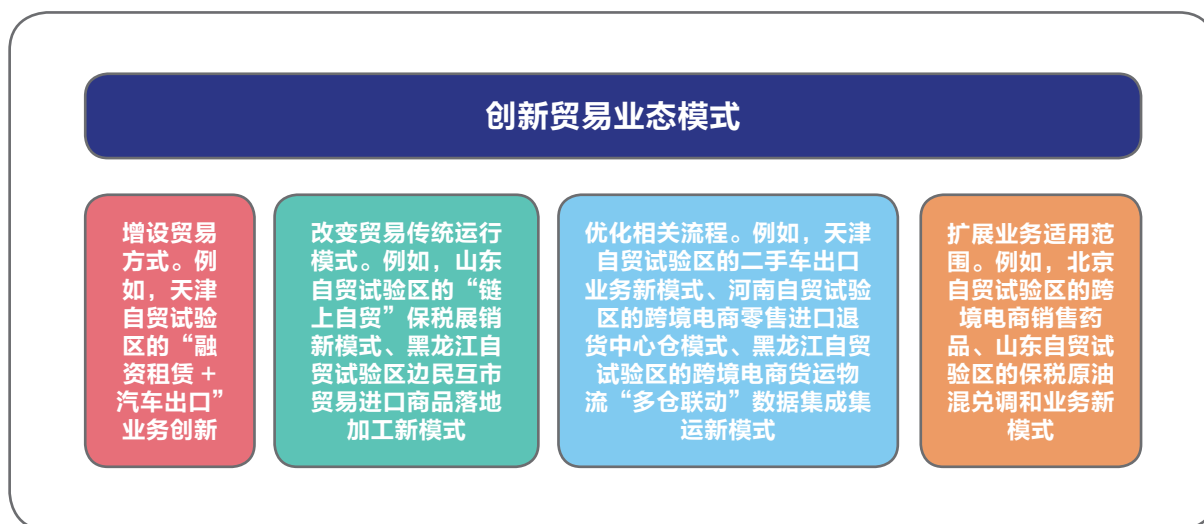 创新贸易业态模式
增设贸易
方式。例
如，天津
自贸试验
区的“融
资租赁+
汽车出口”
业务创新
改变贸易传统运行
模式。例如，山东
自贸试验区的“链
上自贸”保税展销
新模式、黑龙江自
贸试验区边民互市
贸易进口商品落地
加工新模式
优化相关流程。例如，天津
自贸试验区的二手车出口
业务新模式、河南自贸试验
区的跨境电商零售进口退
货中心仓模式、黑龙江自贸
试验区的跨境电商货运物
流“多仓联动”数据集成集
运新模式
扩展业务适用范
围。例如，北京
自贸试验区的跨
境电商销售药
品、山东自贸试
验区的保税原油
混兑调和业务新
模式